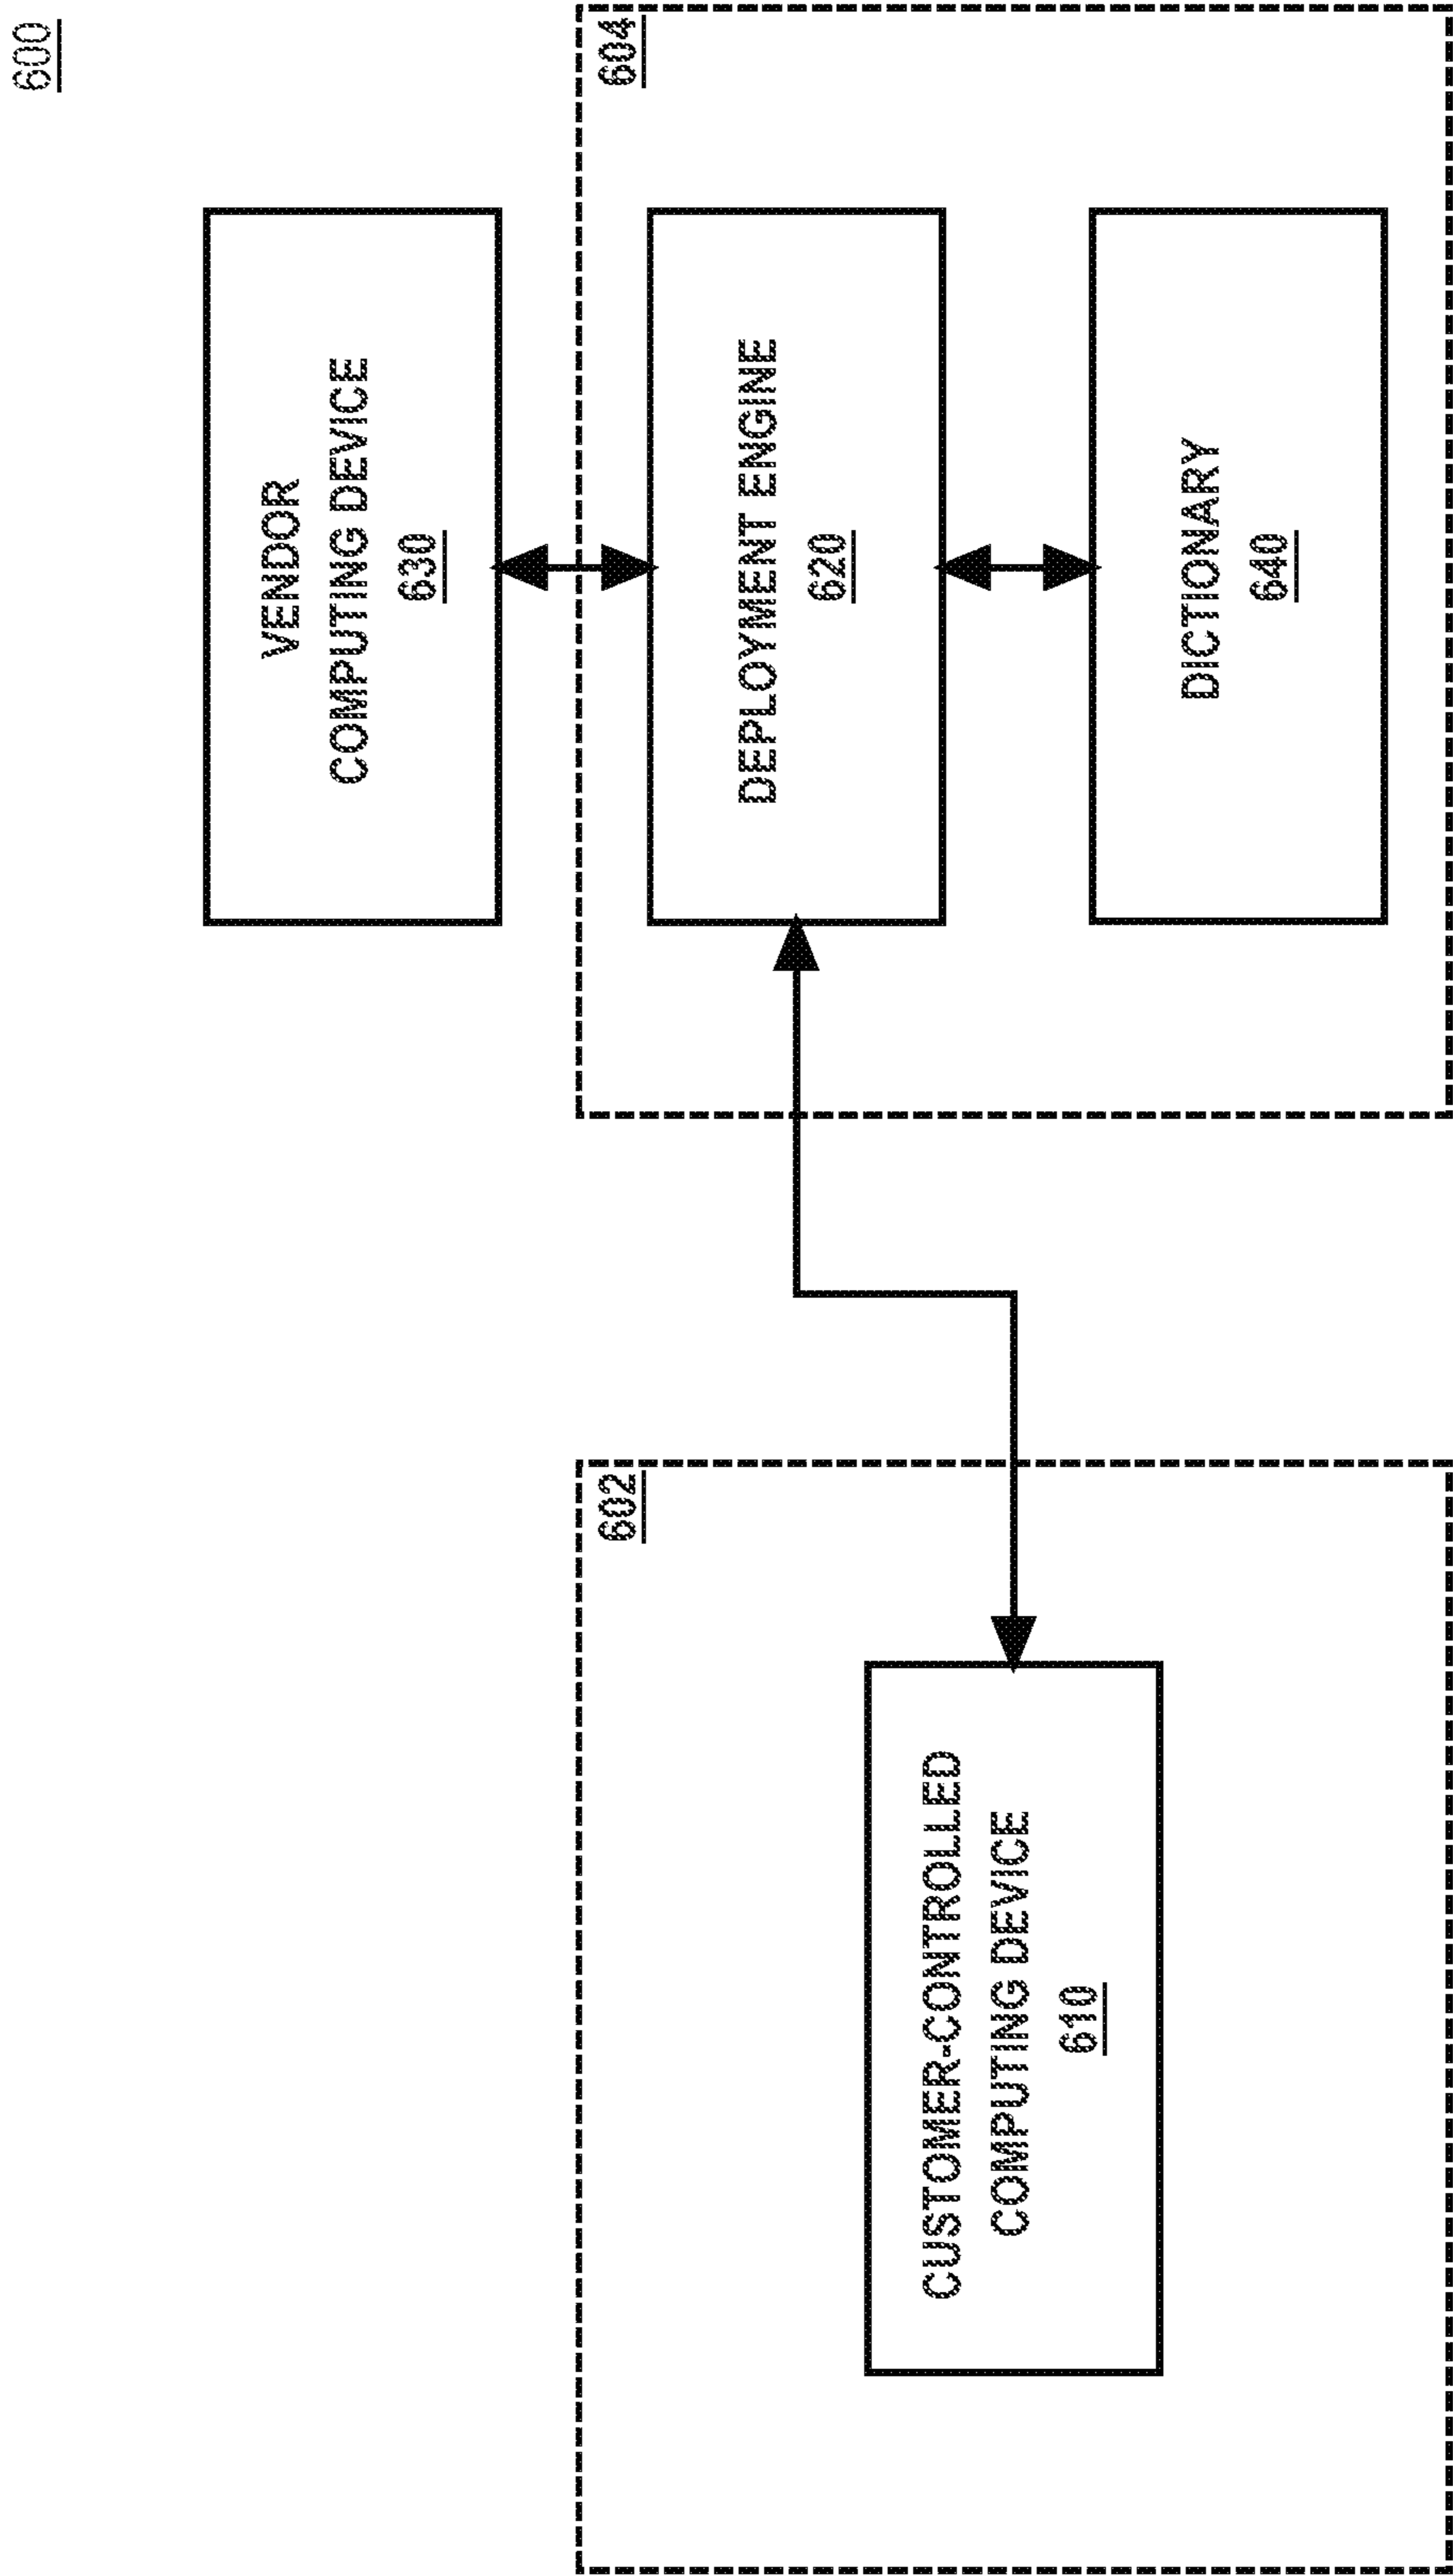 600
VENDOR
COMPUTING DEVICE
630
604
DEPLOYMENT ENGINE
620
DICTIONARY
640
602
CUSTOMER-CONTROLLED
COMPUTING DEVICE
610